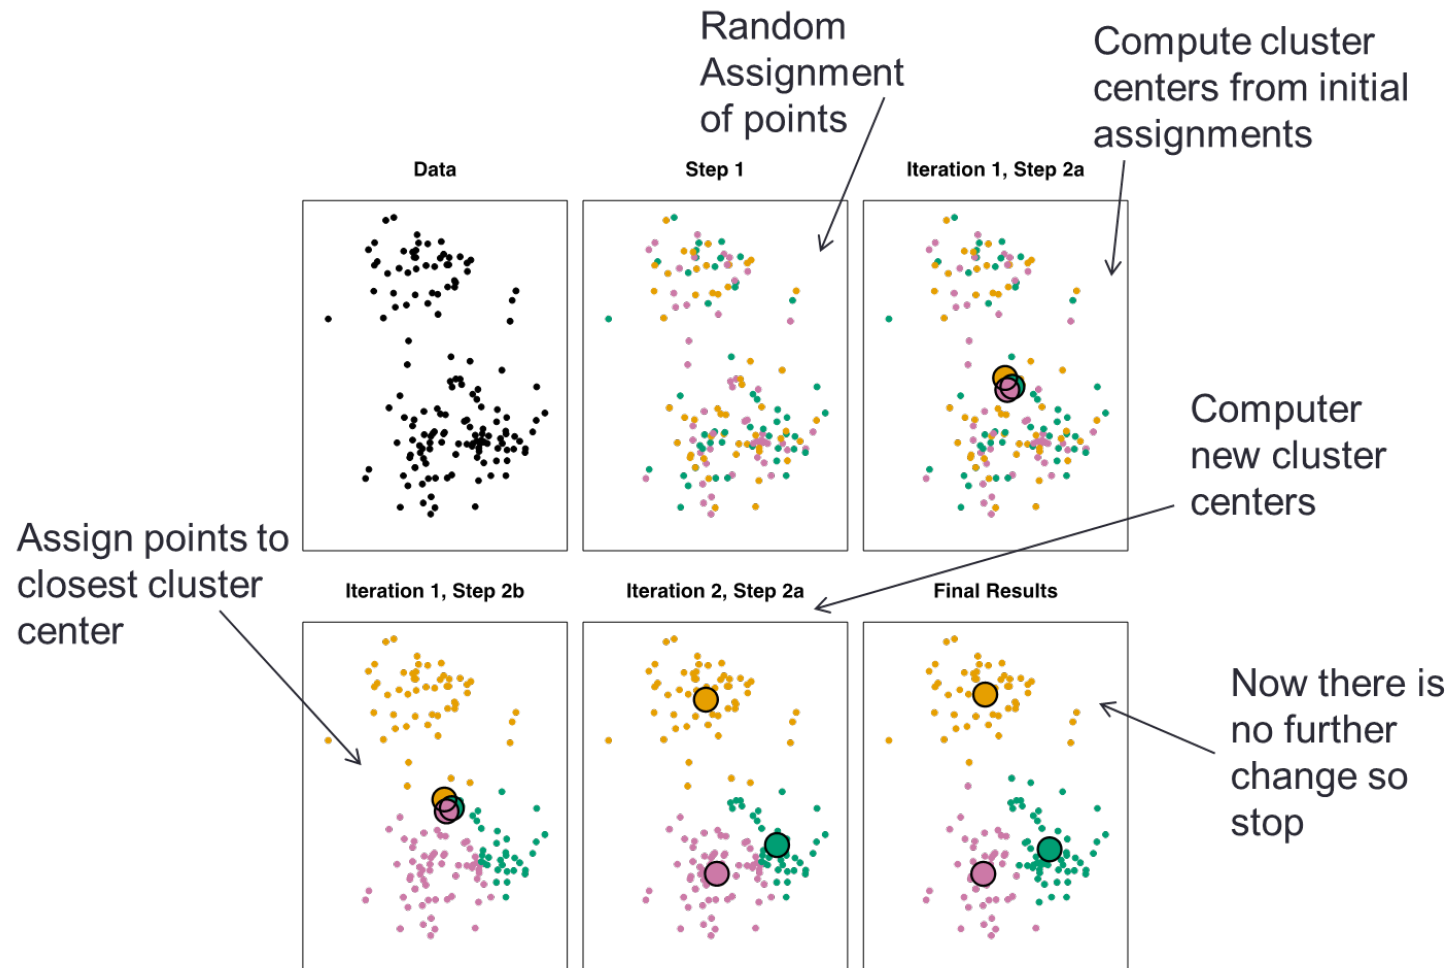 Random
Assignment
of points
Compute cluster
centers from initial
assignments
Data
Step 1
Iteration 1, Step 2a
Computer
new cluster
centers
Assign points to
closest cluster
center
Iteration 1, Step 2b
Iteration 2, Step 2a
Final Results
Now there is
no further
change so
stop